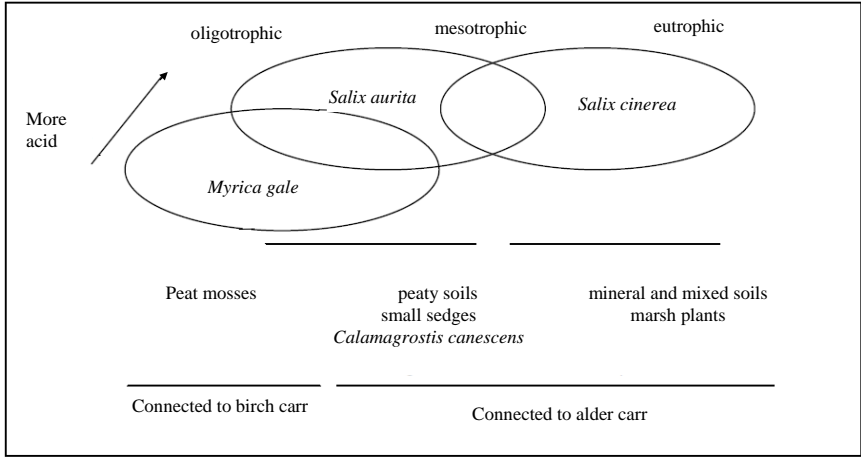 oligotrophic
mesotrophic
eutrophic
Salix aurita
Salix cinerea
More
acid
Myrica gale
Peat mosses
peaty soils
small sedges
Calamagrostis canescens
mineral and mixed soils
marsh plants
Connected to birch carr
Connected to alder carr